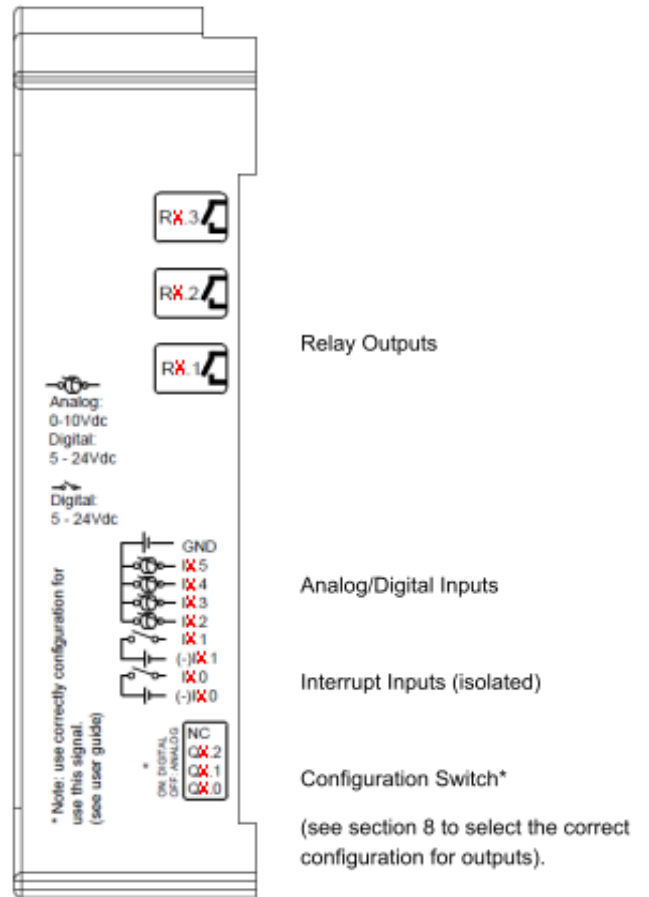 RX.3
RX.2
RX.1
Relay Outputs
Analog:
0-10Vdc
Digital:
5 - 24Vdc
Digital:
5 - 24Vdc
GND
IX.5
IX.4
IX.3
IX.2
IX.1
(-)IX.1
IX.0
(-)IX.0
Analog/Digital Inputs
Interrupt Inputs (isolated)
* Note: use correctly configuration for
use this signal.
(see user guide)
*
ON: DIGITAL
OFF: ANALOG
NC
QX.2
QX.1
QX.0
Configuration Switch*
(see section 8 to select the correct
configuration for outputs).